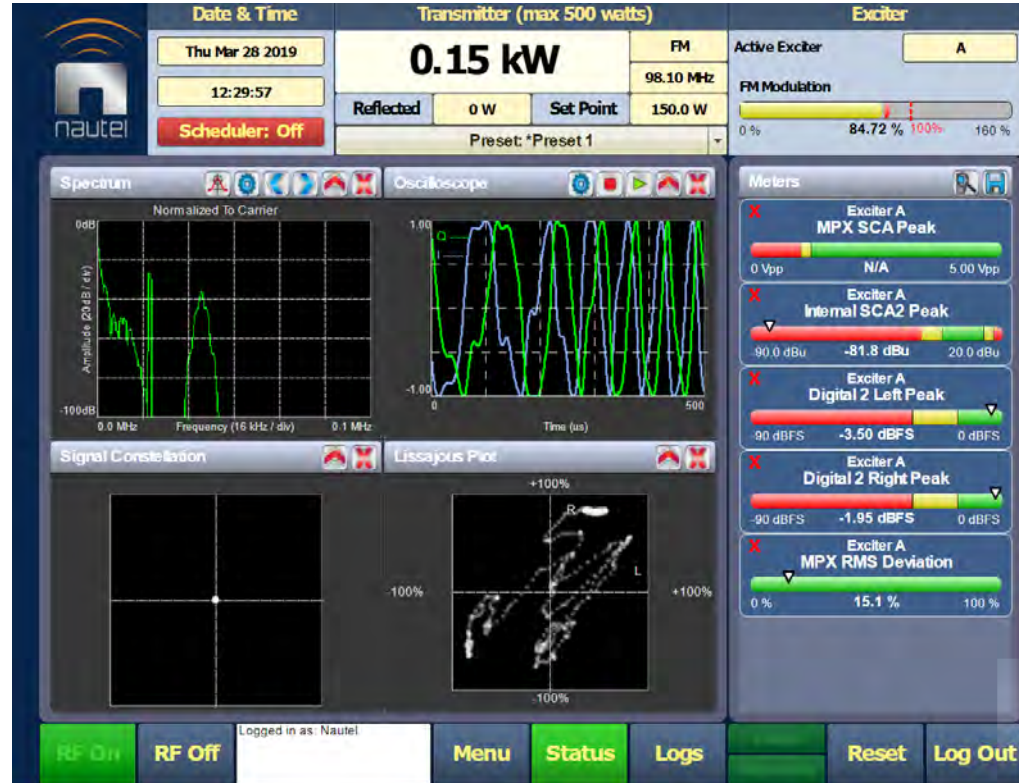 Date & Time
Transmitter (max 500 watts)
Exciter
nautel
Thu Mar 28 2019
12:29:57
Scheduler: Off
0.15 kW
FM
98.10 MHz
Reflected
0 W
Set Point
150.0 W
Preset: *Preset 1
Active Exciter
A
FM Modulation
0 %
84.72 %
100%
160 %
Spectrum
Normalized To Carrier
0dB
Amplitude (20dB / div)
-100dB
0.0 MHz
Frequency (16 kHz / div)
0.1 MHz
Oscilloscope
1.00
Q
I
-1.00
0
500
Time (us)
Signal Constellation
Lissajous Plot
+100%
R
L
-100%
+100%
-100%
Meters
X
Exciter A
MPX SCA Peak
0 Vpp
N/A
5.00 Vpp
X
Exciter A
Internal SCA2 Peak
-90.0 dBu
-81.8 dBu
20.0 dBu
X
Exciter A
Digital 2 Left Peak
-90 dBFS
-3.50 dBFS
0 dBFS
X
Exciter A
Digital 2 Right Peak
-90 dBFS
-1.95 dBFS
0 dBFS
X
Exciter A
MPX RMS Deviation
0 %
15.1 %
100 %
RF On
RF Off
Logged in as: Nautel
Menu
Status
Logs
Reset
Log Out